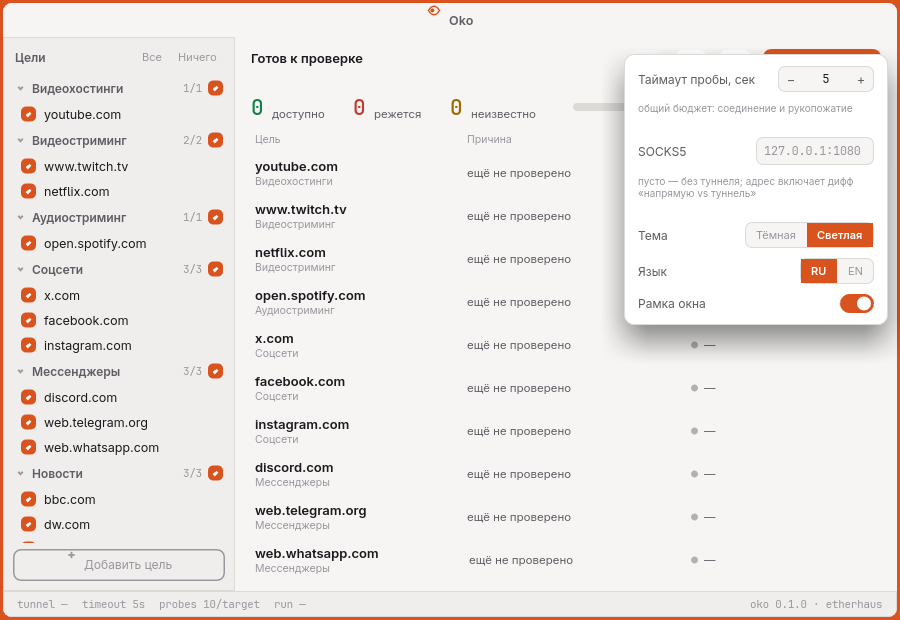 Oko
Цели
Все
Ничего
Видеохостинги 1/1
youtube.com
Видеостриминг 2/2
www.twitch.tv
netflix.com
Аудиостриминг 1/1
open.spotify.com
Соцсети 3/3
x.com
facebook.com
instagram.com
Мессенджеры 3/3
discord.com
web.telegram.org
web.whatsapp.com
Новости 3/3
bbc.com
dw.com
+ Добавить цель
Готов к проверке
0 доступно 0 режется 0 неизвестно
Цель Причина
youtube.com
Видеохостинги
ещё не проверено
www.twitch.tv
Видеостриминг
ещё не проверено
netflix.com
Видеостриминг
ещё не проверено
open.spotify.com
Аудиостриминг
ещё не проверено
x.com
Соцсети
ещё не проверено —
facebook.com
Соцсети
ещё не проверено —
instagram.com
Соцсети
ещё не проверено —
discord.com
Мессенджеры
ещё не проверено —
web.telegram.org
Мессенджеры
ещё не проверено —
web.whatsapp.com
Мессенджеры
ещё не проверено —
Таймаут пробы, сек − 5 +
общий бюджет: соединение и рукопожатие
SOCKS5 127.0.0.1:1080
пусто — без туннеля; адрес включает дифф
«напрямую vs туннель»
Тема Тёмная Светлая
Язык RU EN
Рамка окна
tunnel — timeout 5s probes 10/target run —
oko 0.1.0 · etherhaus